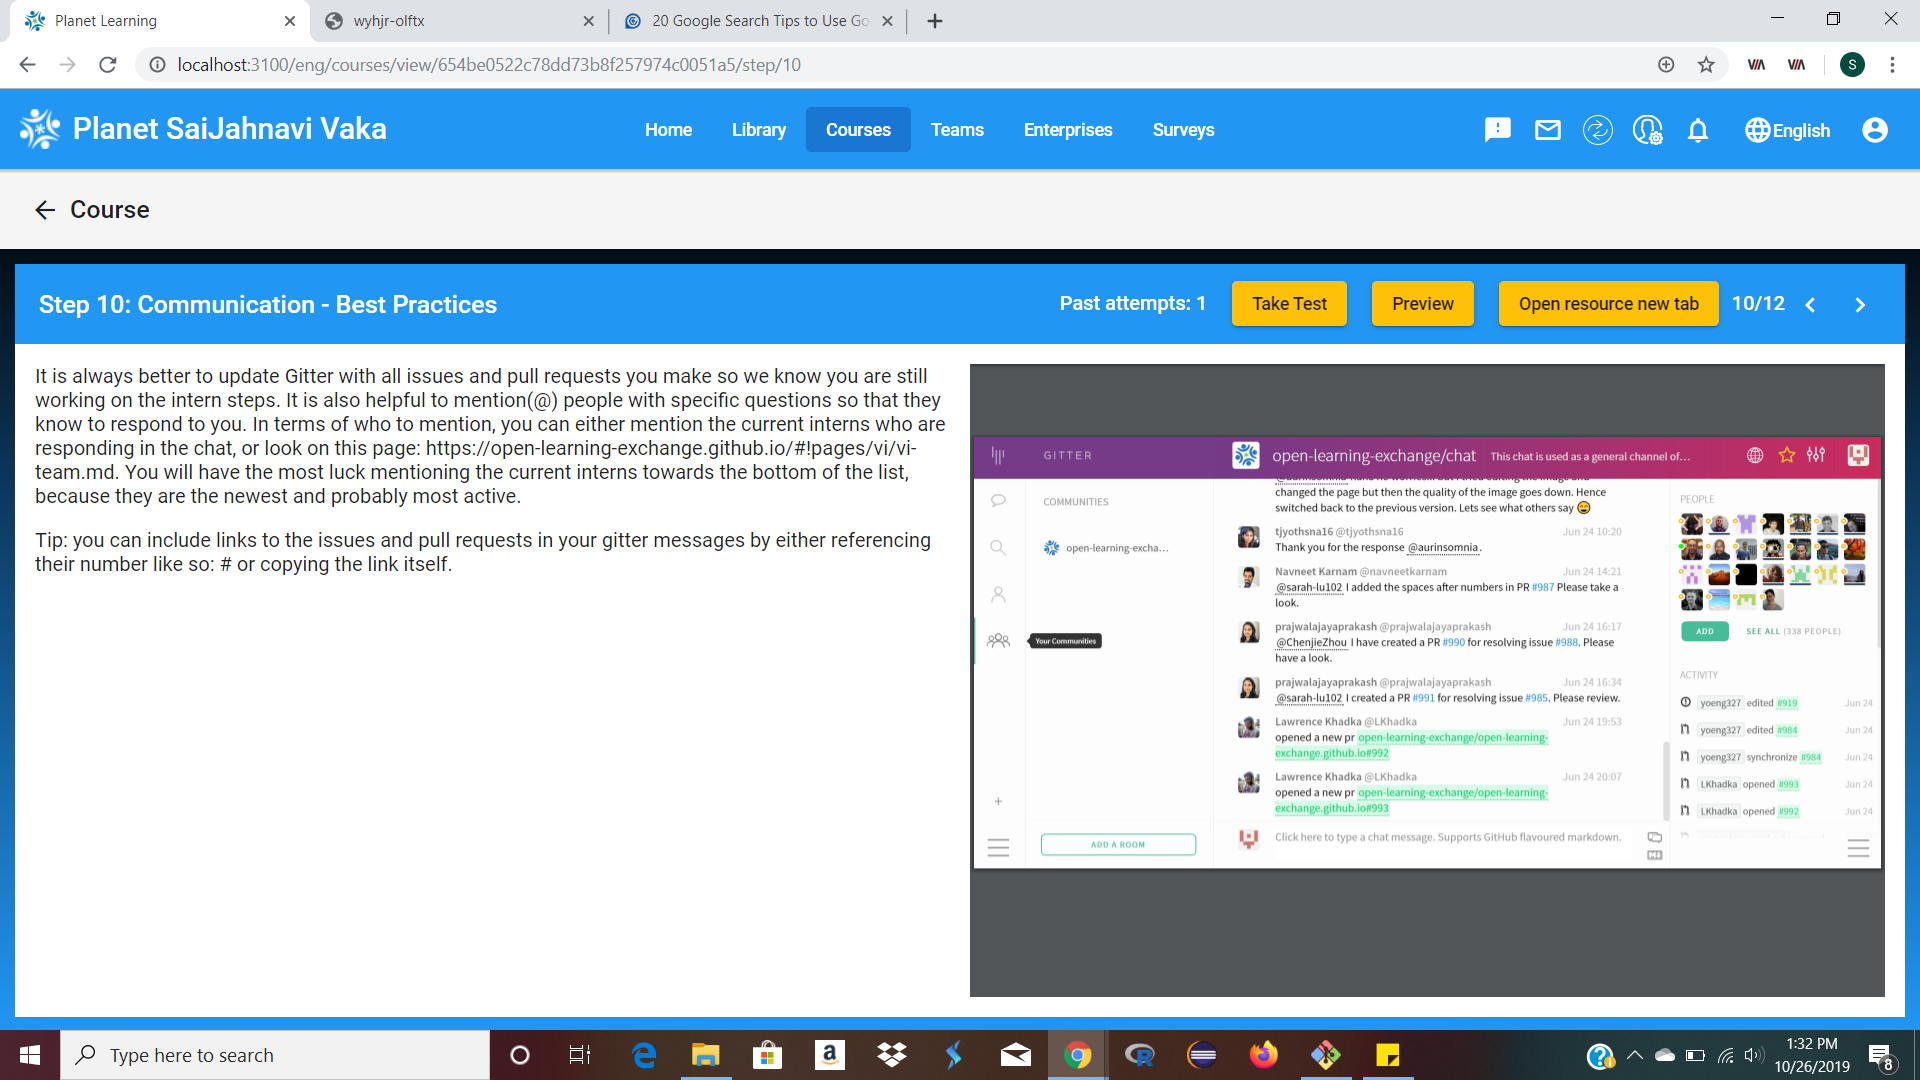 Planet Learning
wyhjr-olftx
20 Google Search Tips to Use Go
localhost:3100/eng/courses/view/654be0522c78dd73b8f257974c0051a5/step/10
S
Planet SaiJahnavi Vaka
Home Library Courses Teams Enterprises Surveys
English
Course
Step 10: Communication - Best Practices
Past attempts: 1
Take Test
Preview
Open resource new tab
10/12
It is always better to update Gitter with all issues and pull requests you make so we know you are still
working on the intern steps. It is also helpful to mention(@) people with specific questions so that they
know to respond to you. In terms of who to mention, you can either mention the current interns who are
responding in the chat, or look on this page: https://open-learning-exchange.github.io/#!pages/vi/vi-
team.md. You will have the most luck mentioning the current interns towards the bottom of the list,
because they are the newest and probably most active.
Tip: you can include links to the issues and pull requests in your gitter messages by either referencing
their number like so: # or copying the link itself.
GITTER
open-learning-exchange/chat This chat is used as a general channel of...
COMMUNITIES
open-learning-excha...
Your Communities
ADD A ROOM
changed the page but then the quality of the image goes down. Hence
switched back to the previous version. Lets see what others say
tjyothsna16 @tjyothsna16 Jun 24 10:20
Thank you for the response @aurinsomnia.
Navneet Karnam @navneetkarnam Jun 24 14:21
@sarah-lu102 I added the spaces after numbers in PR #987 Please take a
look.
prajwalajayaprakash @prajwalajayaprakash Jun 24 16:17
@ChenjieZhou I have created a PR #990 for resolving issue #988. Please
have a look.
prajwalajayaprakash @prajwalajayaprakash Jun 24 16:34
@sarah-lu102 I created a PR #991 for resolving issue #985. Please review.
Lawrence Khadka @LKhadka Jun 24 19:53
opened a new pr open-learning-exchange/open-learning-
exchange.github.io#992
Lawrence Khadka @LKhadka Jun 24 20:07
opened a new pr open-learning-exchange/open-learning-
exchange.github.io#993
Click here to type a chat message. Supports GitHub flavoured markdown.
PEOPLE
ADD
SEE ALL (338 PEOPLE)
ACTIVITY
yoeng327 edited #919 Jun 24
yoeng327 edited #984 Jun 24
yoeng327 synchronize #984 Jun 24
LKhadka opened #993 Jun 24
LKhadka opened #992 Jun 24
Type here to search
1:32 PM
10/26/2019
8